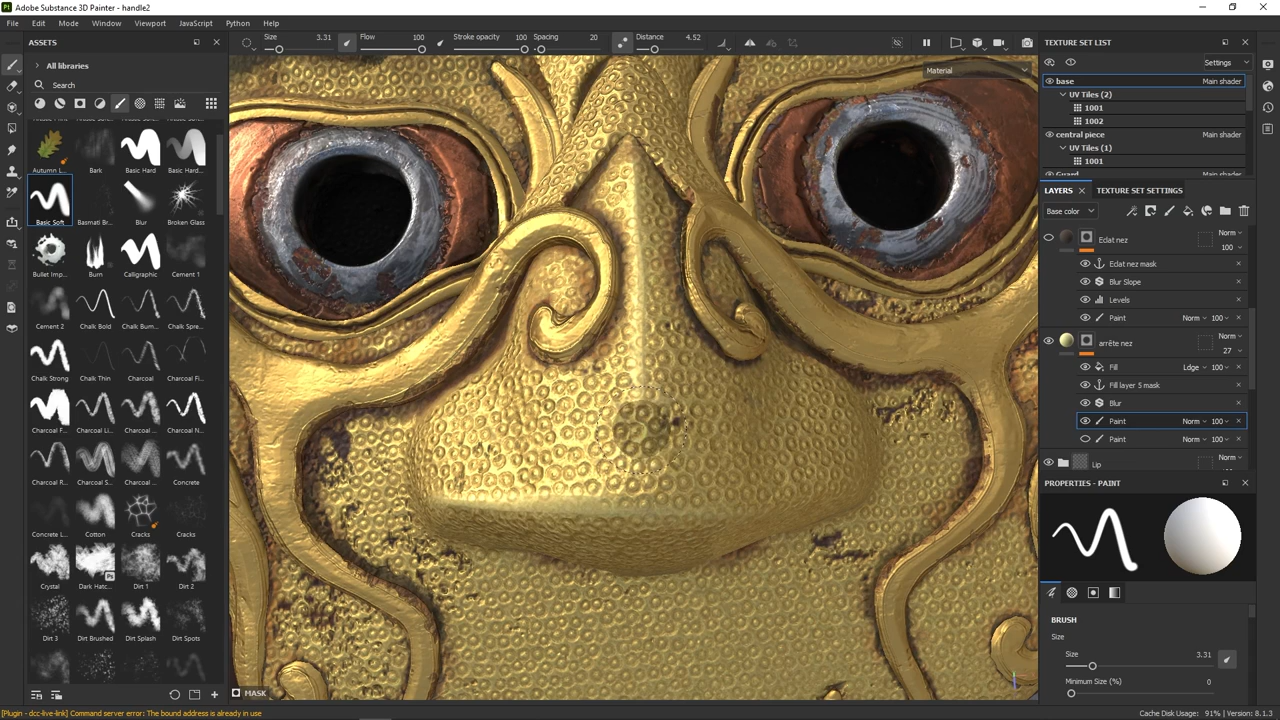 Pt
Adobe Substance 3D Painter - handle2
File Edit Mode Window Viewport JavaScript Python Help
ASSETS
All libraries
Search
Autumn L... Bark Basic Hard Basic Hard...
Basic Soft Basmati Br... Blur Broken Glass
Bullet Imp... Burn Calligraphic Cement 1
Cement 2 Chalk Bold Chalk Bum... Chalk Spre...
Chalk Strong Chalk Thin Charcoal Charcoal Fi...
Charcoal F... Charcoal Li... Charcoal M... Charcoal N...
Charcoal R... Charcoal S... Charcoal ... Concrete
Concrete L... Cotton Cracks Cracks
Crystal Dark Hatc... Dirt 1 Dirt 2
Dirt 3 Dirt Brushed Dirt Splash Dirt Spots
Size 3.31 Flow 100 Stroke opacity 100 Spacing 20 Distance 4.52
Material
MASK
TEXTURE SET LIST
Settings
base Main shader
UV Tiles (2)
1001
1002
central piece Main shader
UV Tiles (1)
1001
Guard Main shader
LAYERS TEXTURE SET SETTINGS
Base color
Eclat nez Norm 100
Eclat nez mask
Blur Slope
Levels
Paint Norm 100
arrête nez Norm 27
Fill Ldge 100
Fill layer 5 mask
Blur
Paint Norm 100
Paint Norm 100
Lip Norm
PROPERTIES - PAINT
BRUSH
Size
Size 3.31
Minimum Size (%) 0
[Plugin - dcc-live-link] Command server error: The bound address is already in use
Cache Disk Usage: 91% | Version: 8.1.3